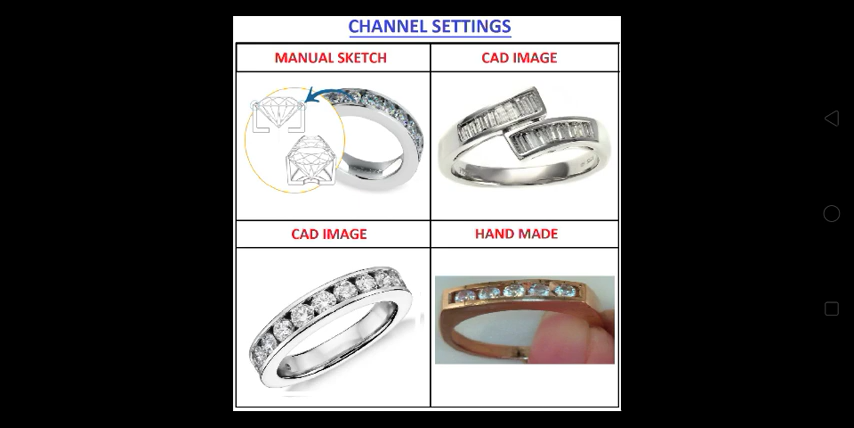 CHANNEL SETTINGS
MANUAL SKETCH
CAD IMAGE
CAD IMAGE
HAND MADE